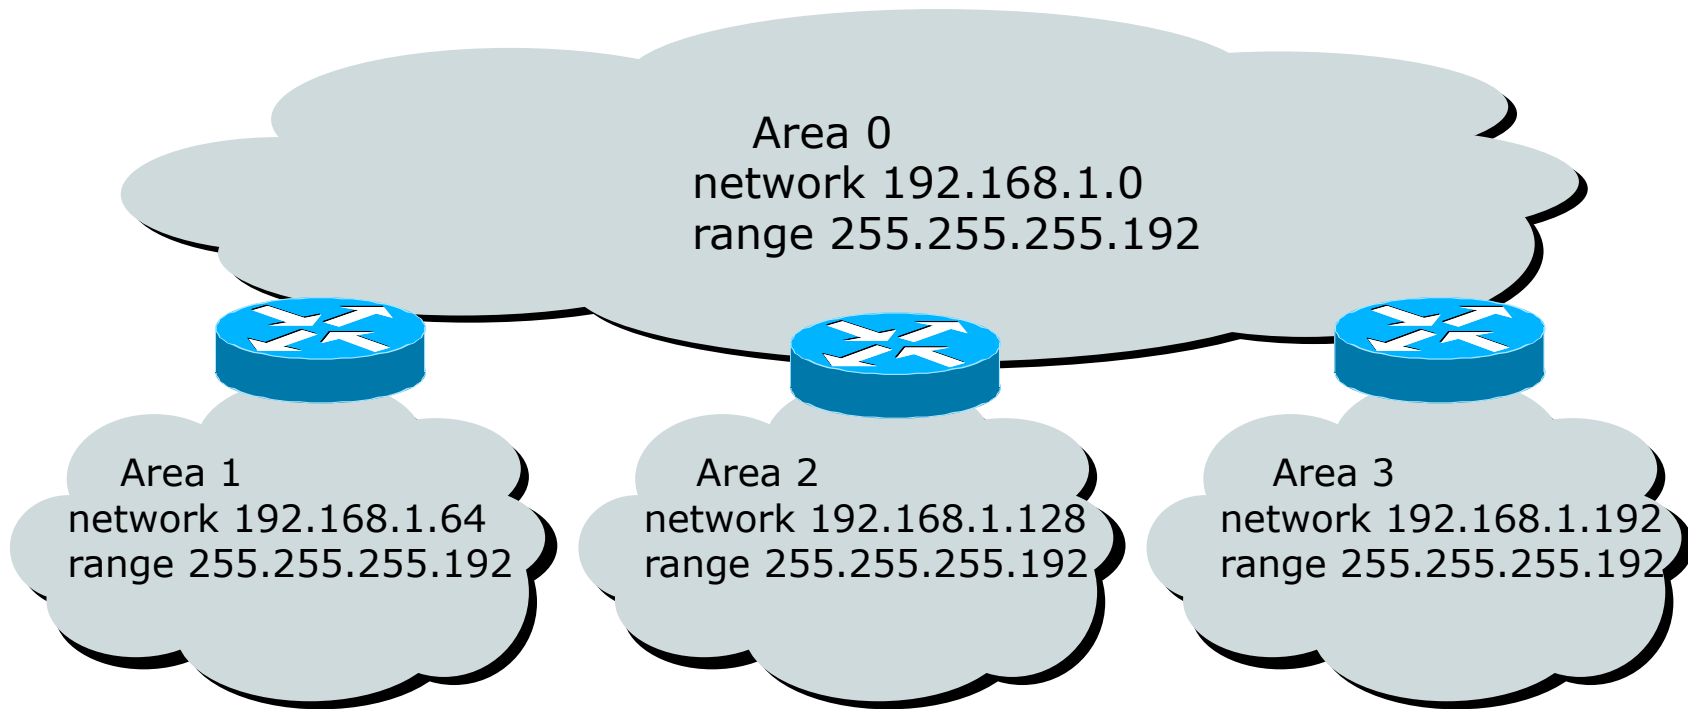 Area 0
network 192.168.1.0
range 255.255.255.192
Area 1
network 192.168.1.64
range 255.255.255.192
Area 2
network 192.168.1.128
range 255.255.255.192
Area 3
network 192.168.1.192
range 255.255.255.192